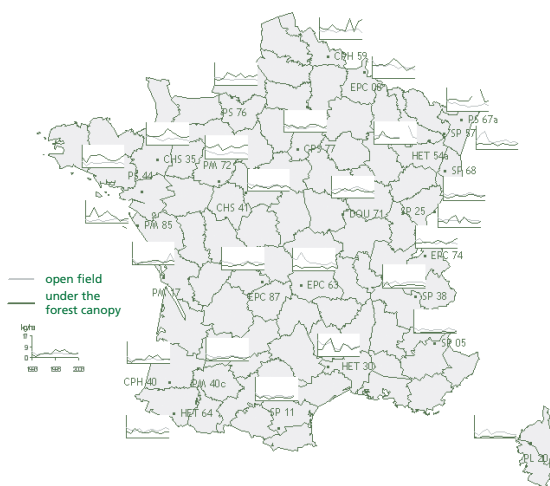 CPH 59
EPC 08
PS 76
PS 67a
SP 57
CPS 77
HET 54a
CHS 35
PM 72
PS 44
SP 68
CHS 41
DOU 71
SP 25
PM 85
EPC 74
open field
under the
forest canopy
EPC 87
EPC 63
PM 17
SP 38
SP 05
HET 30
CPH 40
PM 40c
HET 64
SP 11
PL 20